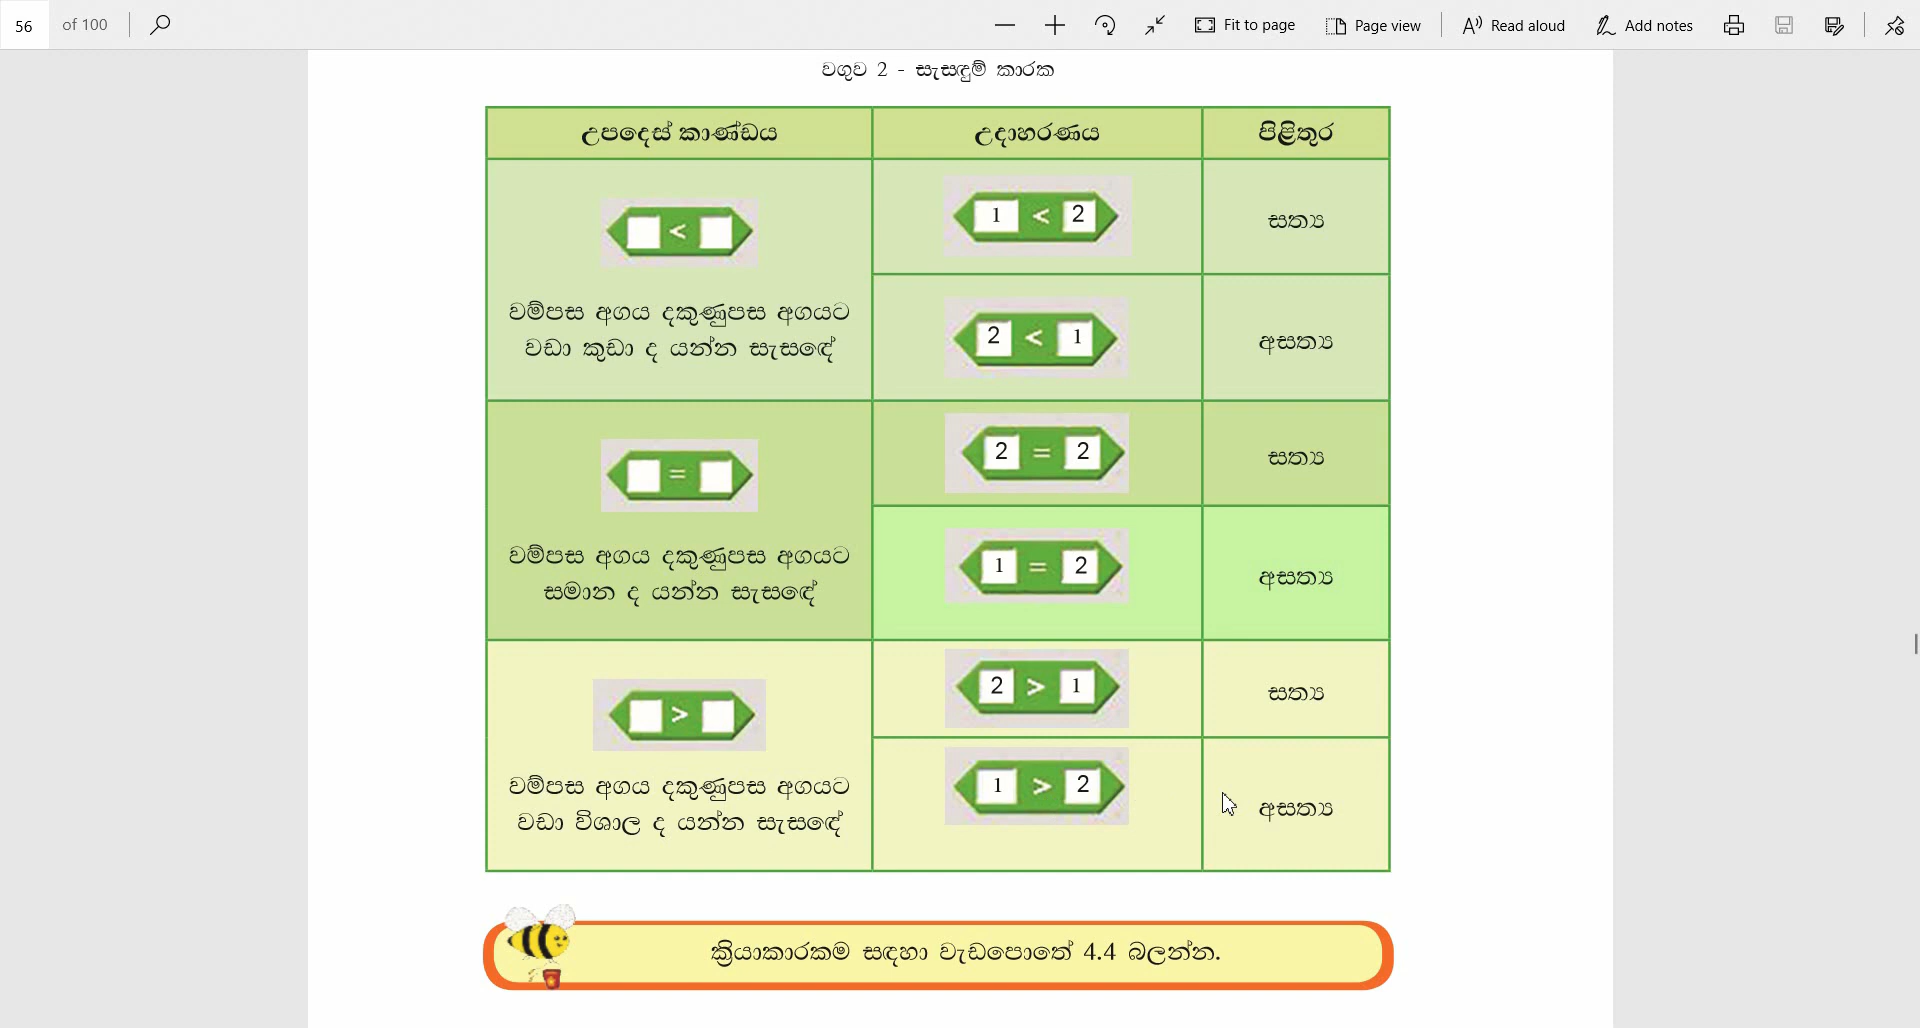 56 of 100 Fit to page Page view Read aloud Add notes
වගුව 2 - සැසඳුම් කාරක
උපදෙස් කාණ්ඩය උදාහරණය පිළිතුර
<
වම්පස අගය දකුණුපස අගයට
වඩා කුඩා ද යන්න සැසඳේ
1 < 2 සත්‍ය
2 < 1 අසත්‍ය
=
වම්පස අගය දකුණුපස අගයට
සමාන ද යන්න සැසඳේ
2 = 2 සත්‍ය
1 = 2 අසත්‍ය
>
වම්පස අගය දකුණුපස අගයට
වඩා විශාල ද යන්න සැසඳේ
2 > 1 සත්‍ය
1 > 2 අසත්‍ය
ක්‍රියාකාරකම සඳහා වැඩපොතේ 4.4 බලන්න.